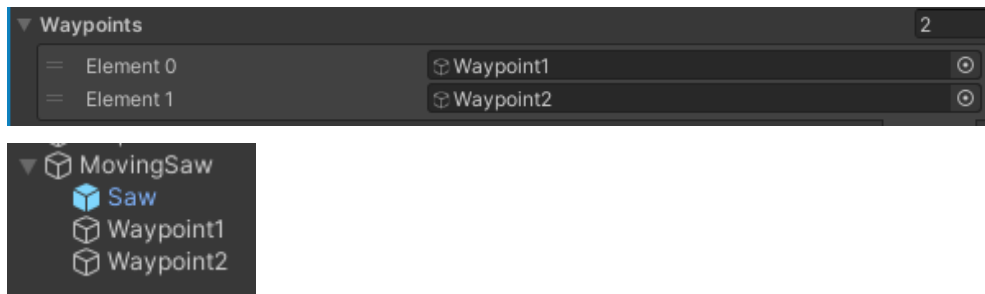 Waypoints 2
Element 0 Waypoint1
Element 1 Waypoint2
MovingSaw
Saw
Waypoint1
Waypoint2